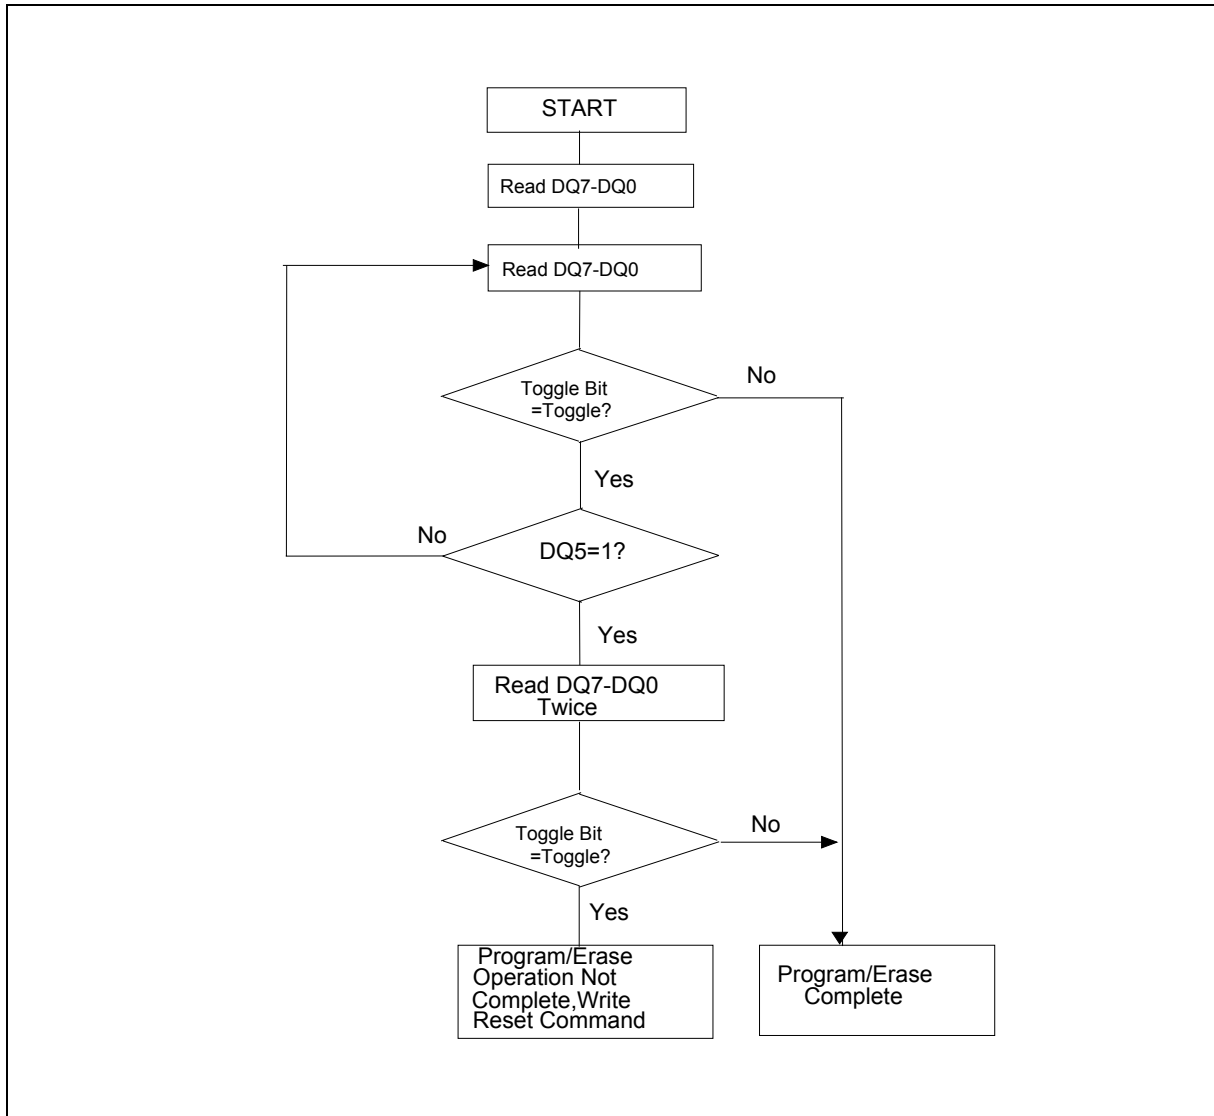 START
Read DQ7-DQ0
Read DQ7-DQ0
Toggle Bit
=Toggle?
No
Yes
No
DQ5=1?
Yes
Read DQ7-DQ0
Twice
Toggle Bit
=Toggle?
No
Yes
Program/Erase
Operation Not
Complete,Write
Reset Command
Program/Erase
Complete